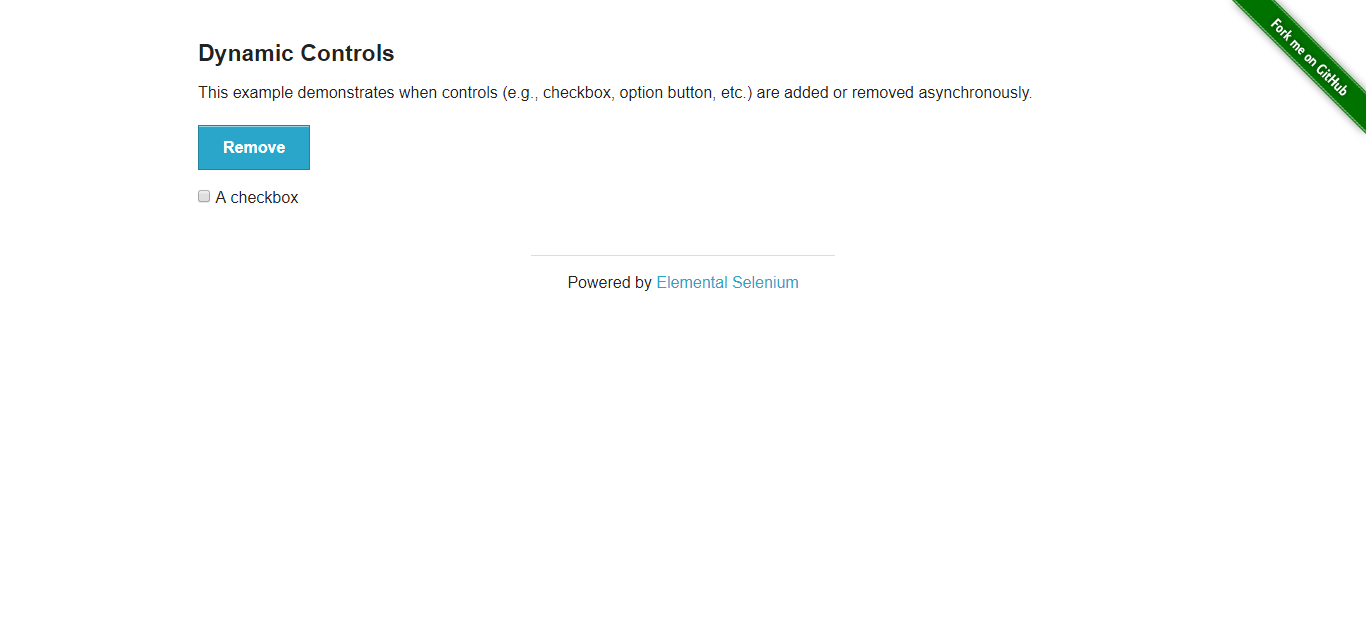 Fork me on GitHub
Dynamic Controls
This example demonstrates when controls (e.g., checkbox, option button, etc.) are added or removed asynchronously.
Remove
A checkbox
Powered by Elemental Selenium